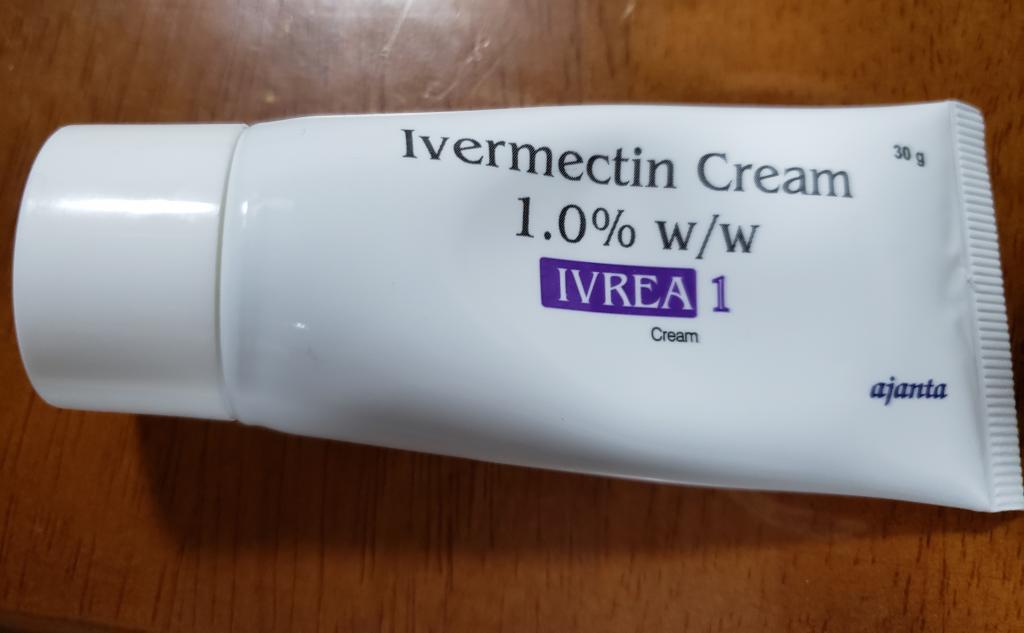 30 g
Ivermectin Cream
1.0% w/w
IVREA 1
Cream
ajanta